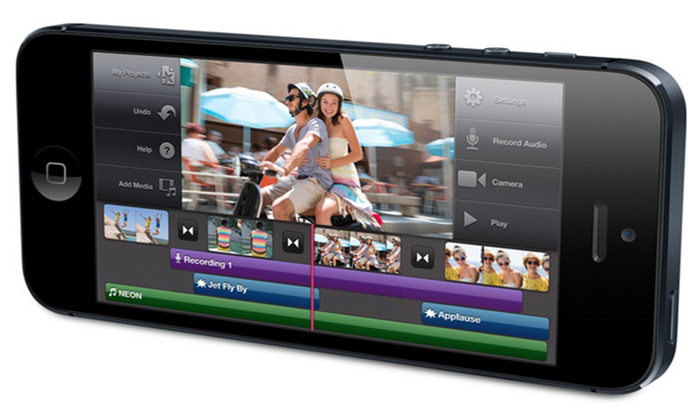 My Projects
Undo
Help
Add Media
Settings
Record Audio
Camera
Play
Recording 1
Jet Fly By
Applause
NEON